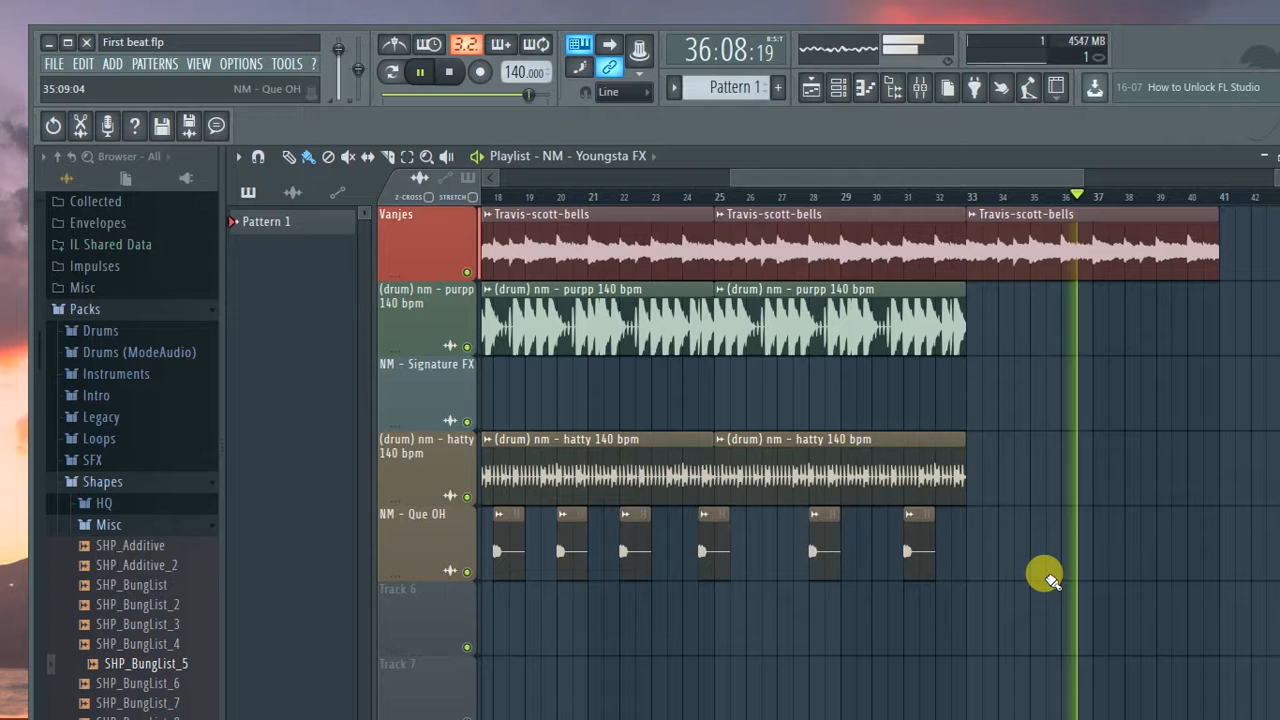 First beat.flp
FILE EDIT ADD PATTERNS VIEW OPTIONS TOOLS ?
35:09:04 NM - Que OH
3.2
140.000
36:08:19 B:S:T
Line
Pattern 1
1 4547 MB
1
16-07 How to Unlock FL Studio
Browser - All
Collected
Envelopes
IL Shared Data
Impulses
Misc
Packs
Drums
Drums (ModeAudio)
Instruments
Intro
Legacy
Loops
SFX
Shapes
HQ
Misc
SHP_Additive
SHP_Additive_2
SHP_BungList
SHP_BungList_2
SHP_BungList_3
SHP_BungList_4
SHP_BungList_5
SHP_BungList_6
SHP_BungList_7
Pattern 1
Playlist - NM - Youngsta FX
Z-CROSS STRETCH
18 19 20 21 22 23 24 25 26 27 28 29 30 31 32 33 34 35 36 37 38 39 40 41 42
Vanjes
Travis-scott-bells
Travis-scott-bells
Travis-scott-bells
(drum) nm - purpp
140 bpm
(drum) nm - purpp 140 bpm
(drum) nm - purpp 140 bpm
NM - Signature FX
(drum) nm - hatty
140 bpm
(drum) nm - hatty 140 bpm
(drum) nm - hatty 140 bpm
NM - Que OH
Track 6
Track 7